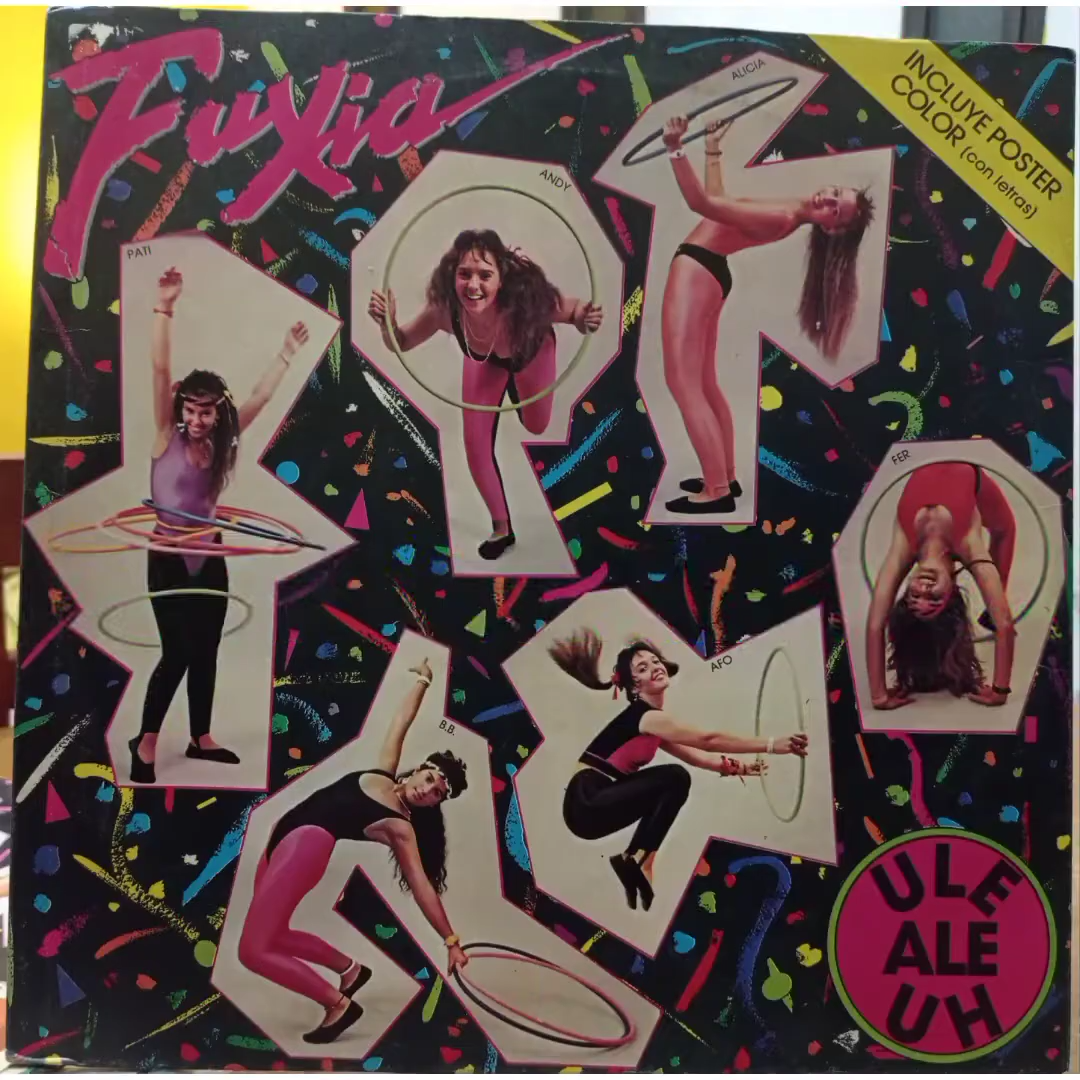 Fuxia
INCLUYE POSTER
COLOR (con letras)
ALICIA
ANDY
PATI
FER
AFO
B.B.
ULE
ALE
UH